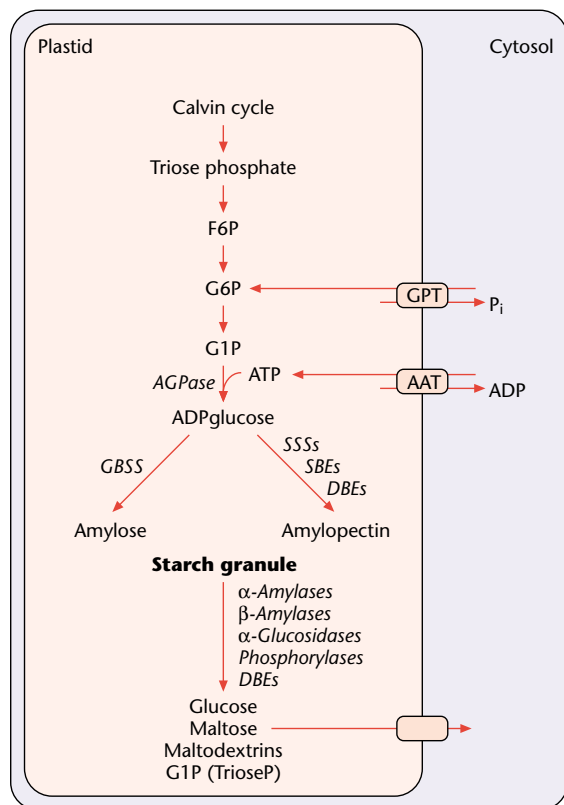 Plastid
Cytosol
Calvin cycle
Triose phosphate
F6P
G6P
GPT
Pi
G1P
AGPase
ATP
AAT
ADP
ADPglucose
GBSS
SSSs
SBEs
DBEs
Amylose
Amylopectin
Starch granule
α-Amylases
β-Amylases
α-Glucosidases
Phosphorylases
DBEs
Glucose
Maltose
Maltodextrins
G1P (TrioseP)